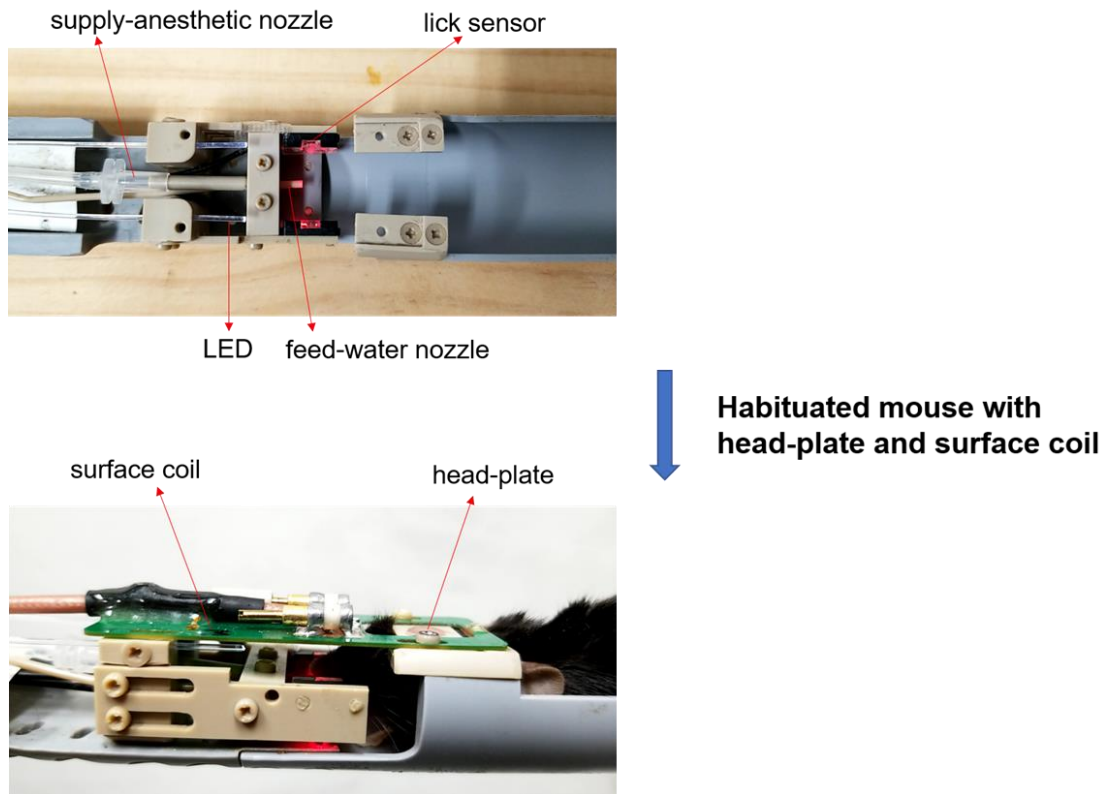 supply-anesthetic nozzle
lick sensor
LED
feed-water nozzle
Habituated mouse with
head-plate and surface coil
surface coil
head-plate